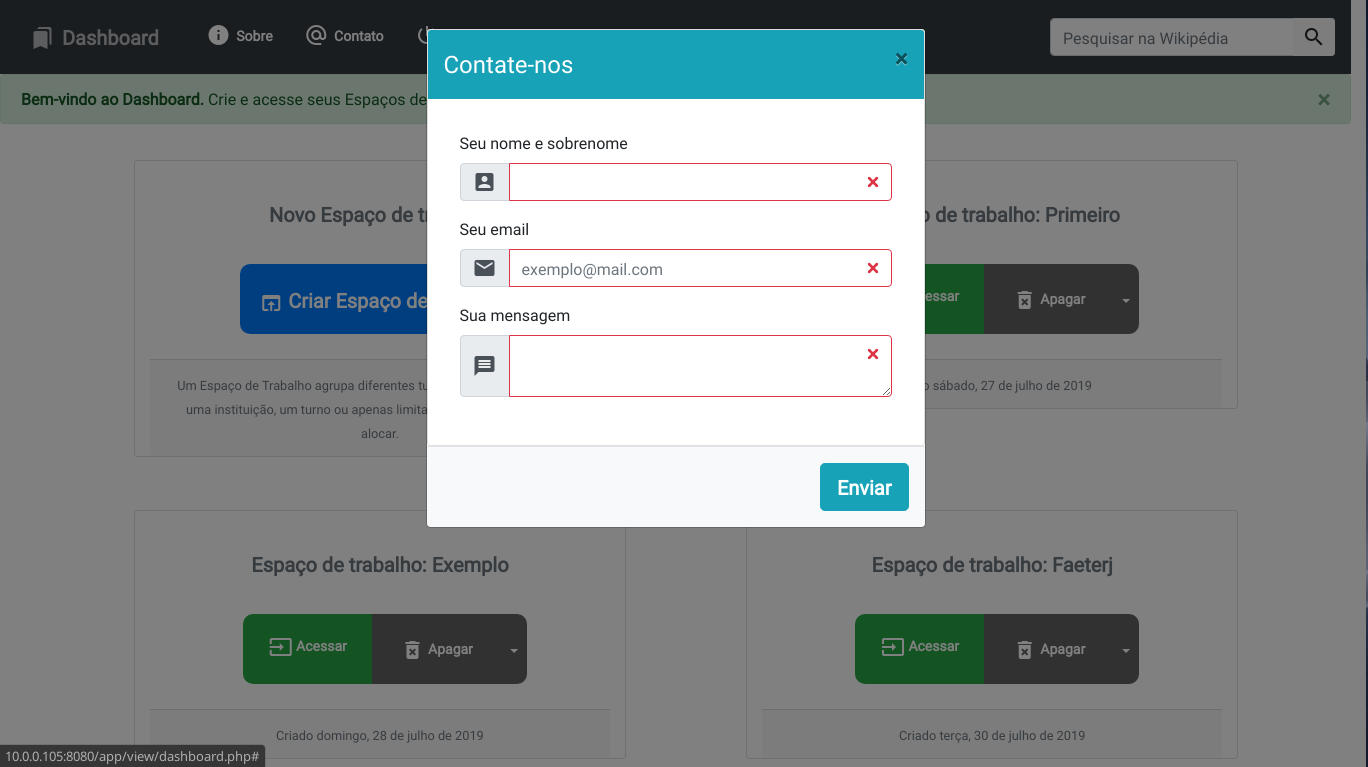 Dashboard
Sobre
Contato
Pesquisar na Wikipédia
Bem-vindo ao Dashboard. Crie e acesse seus Espaços de
×
Contate-nos
×
Seu nome e sobrenome
Seu email
exemplo@mail.com
Sua mensagem
Enviar
Novo Espaço de
Criar Espaço de
Um Espaço de Trabalho agrupa diferentes
uma instituição, um turno ou apenas
alocar.
de trabalho: Primeiro
Apagar
sábado, 27 de julho de 2019
Espaço de trabalho: Exemplo
Acessar
Apagar
Criado domingo, 28 de julho de 2019
Espaço de trabalho: Faeterj
Acessar
Apagar
Criado terça, 30 de julho de 2019
10.0.0.105:8080/app/view/dashboard.php#